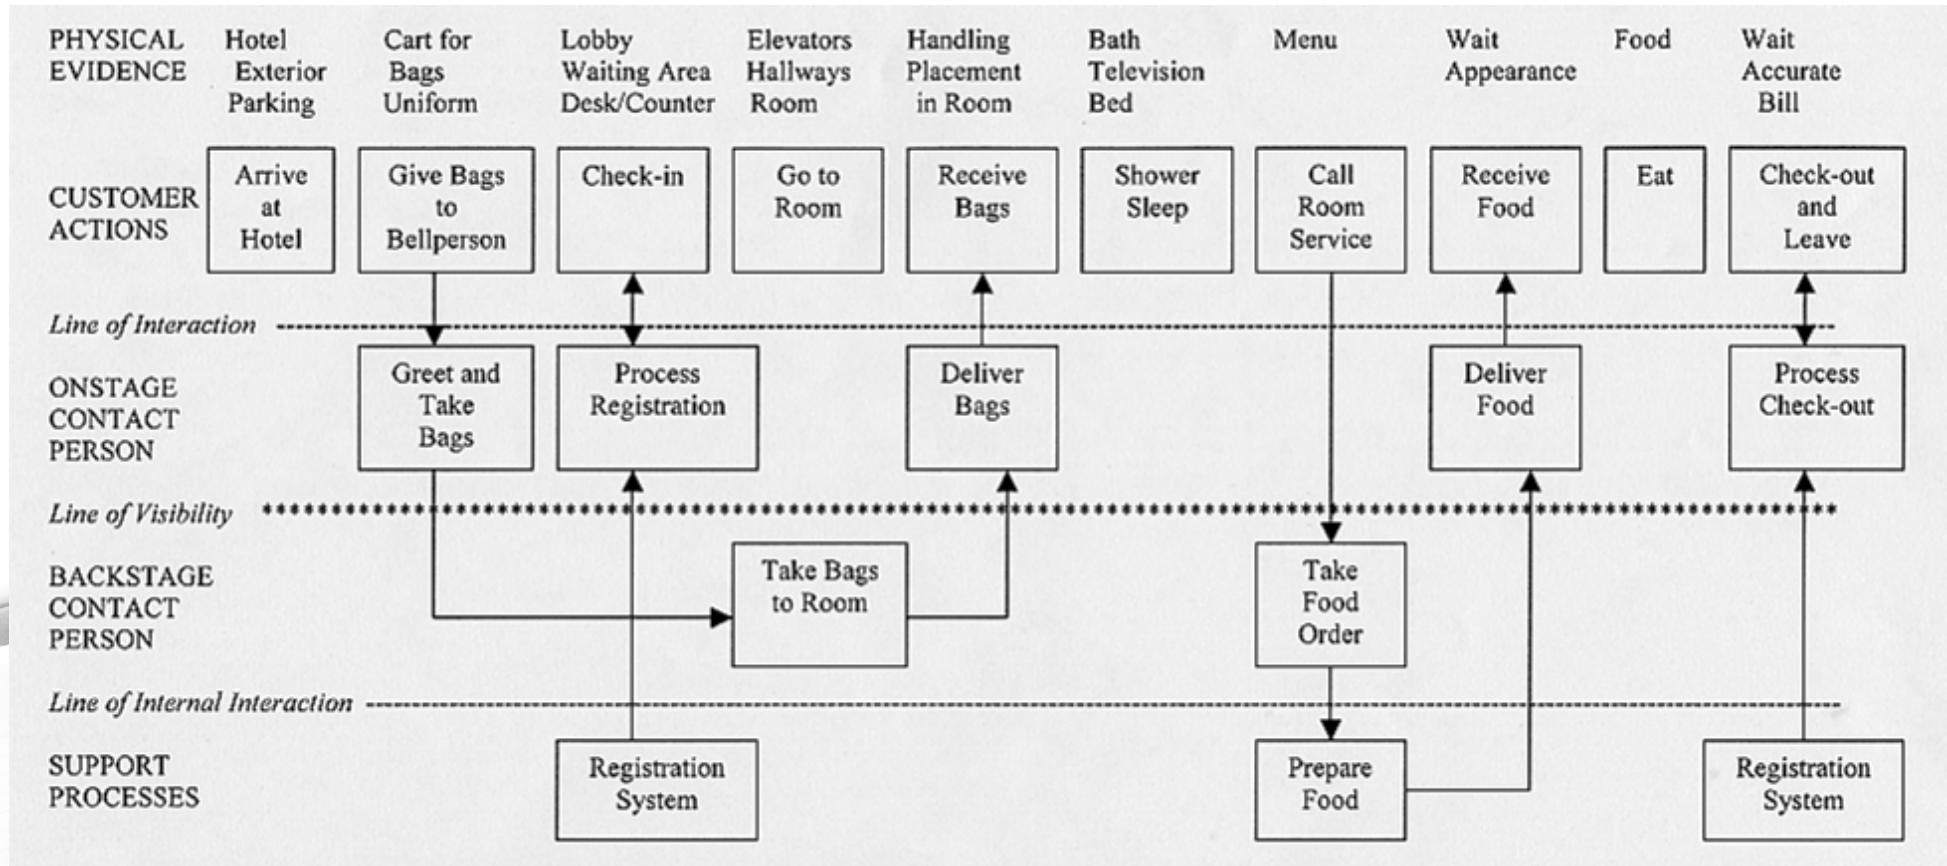 PHYSICAL
EVIDENCE
Hotel
Exterior
Parking
Cart for
Bags
Uniform
Lobby
Waiting Area
Desk/Counter
Elevators
Hallways
Room
Handling
Placement
in Room
Bath
Television
Bed
Menu
Wait
Appearance
Food
Wait
Accurate
Bill
CUSTOMER
ACTIONS
Arrive
at
Hotel
Give Bags
to
Bellperson
Check-in
Go to
Room
Receive
Bags
Shower
Sleep
Call
Room
Service
Receive
Food
Eat
Check-out
and
Leave
Line of Interaction
ONSTAGE
CONTACT
PERSON
Greet and
Take
Bags
Process
Registration
Deliver
Bags
Deliver
Food
Process
Check-out
Line of Visibility
BACKSTAGE
CONTACT
PERSON
Take Bags
to Room
Take
Food
Order
Line of Internal Interaction
SUPPORT
PROCESSES
Registration
System
Prepare
Food
Registration
System